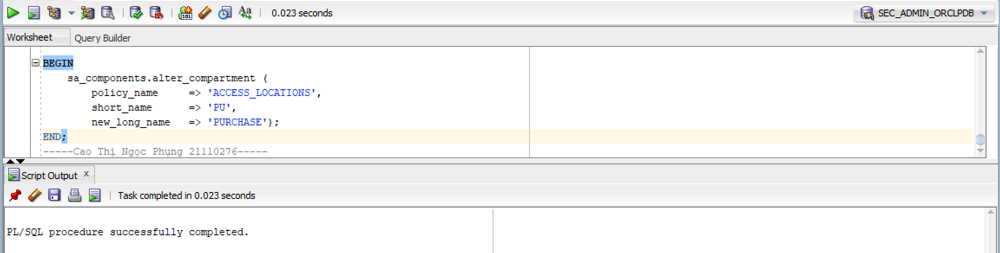 0.023 seconds
SEC_ADMIN_ORCLPDB
Worksheet Query Builder
BEGIN
    sa_components.alter_compartment (
        policy_name     => 'ACCESS_LOCATIONS',
        short_name      => 'PU',
        new_long_name   => 'PURCHASE');
END;
-----Cao Thị Ngọc Phụng 21110276-----
Script Output x
Task completed in 0.023 seconds
PL/SQL procedure successfully completed.